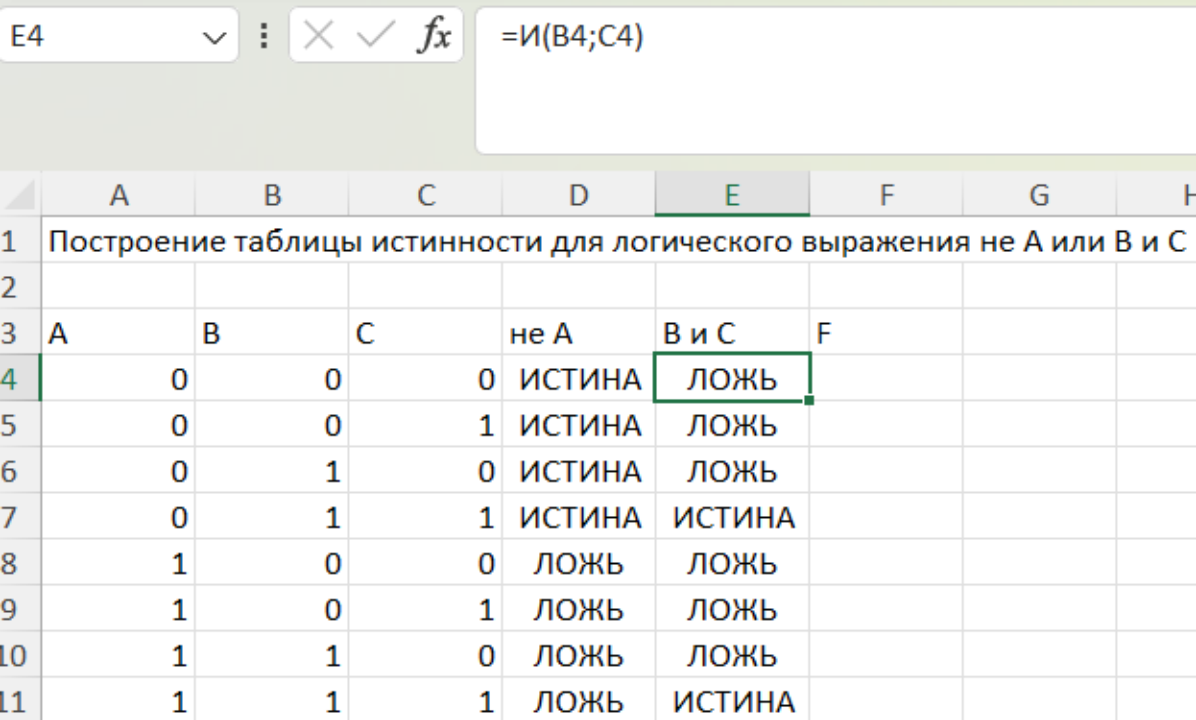 E4 fx =И(B4;C4)
A B C D E F G H
1 Построение таблицы истинности для логического выражения не А или В и С
2
3 A B C не А В и С F
4 0 0 0 ИСТИНА ЛОЖЬ
5 0 0 1 ИСТИНА ЛОЖЬ
6 0 1 0 ИСТИНА ЛОЖЬ
7 0 1 1 ИСТИНА ИСТИНА
8 1 0 0 ЛОЖЬ ЛОЖЬ
9 1 0 1 ЛОЖЬ ЛОЖЬ
10 1 1 0 ЛОЖЬ ЛОЖЬ
11 1 1 1 ЛОЖЬ ИСТИНА